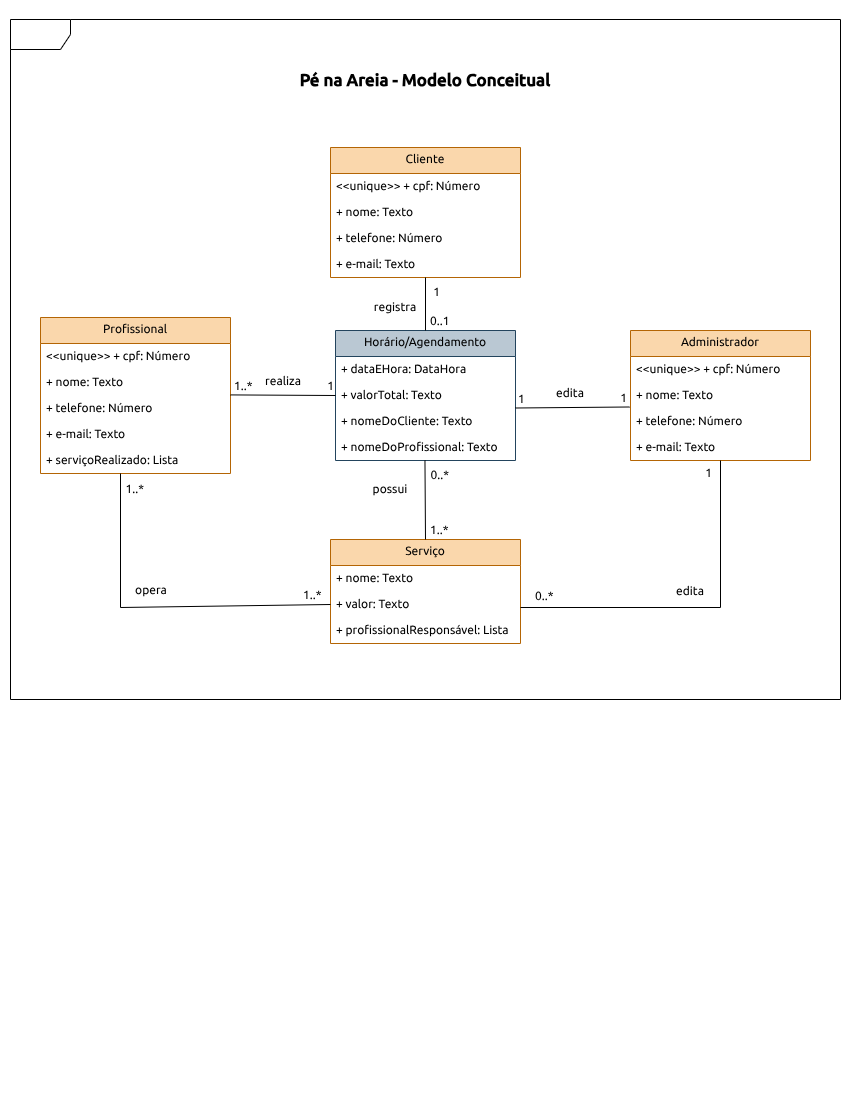 Pé na Areia - Modelo Conceitual
Cliente
<<unique>> + cpf: Número
+ nome: Texto
+ telefone: Número
+ e-mail: Texto
1
registra
0..1
Profissional
<<unique>> + cpf: Número
+ nome: Texto
+ telefone: Número
+ e-mail: Texto
+ serviçoRealizado: Lista
1..*
realiza
1
Horário/Agendamento
+ dataEHora: DataHora
+ valorTotal: Texto
+ nomeDoCliente: Texto
+ nomeDoProfissional: Texto
1
edita
1
Administrador
<<unique>> + cpf: Número
+ nome: Texto
+ telefone: Número
+ e-mail: Texto
0..*
possui
1..*
1..*
opera
1..*
Serviço
+ nome: Texto
+ valor: Texto
+ profissionalResponsável: Lista
1
0..*
edita